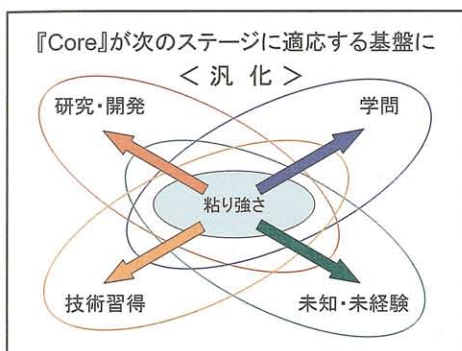 『Core』が次のステージに適応する基盤に
＜ 汎 化 ＞
研究・開発
学問
粘り強さ
技術習得
未知・未経験